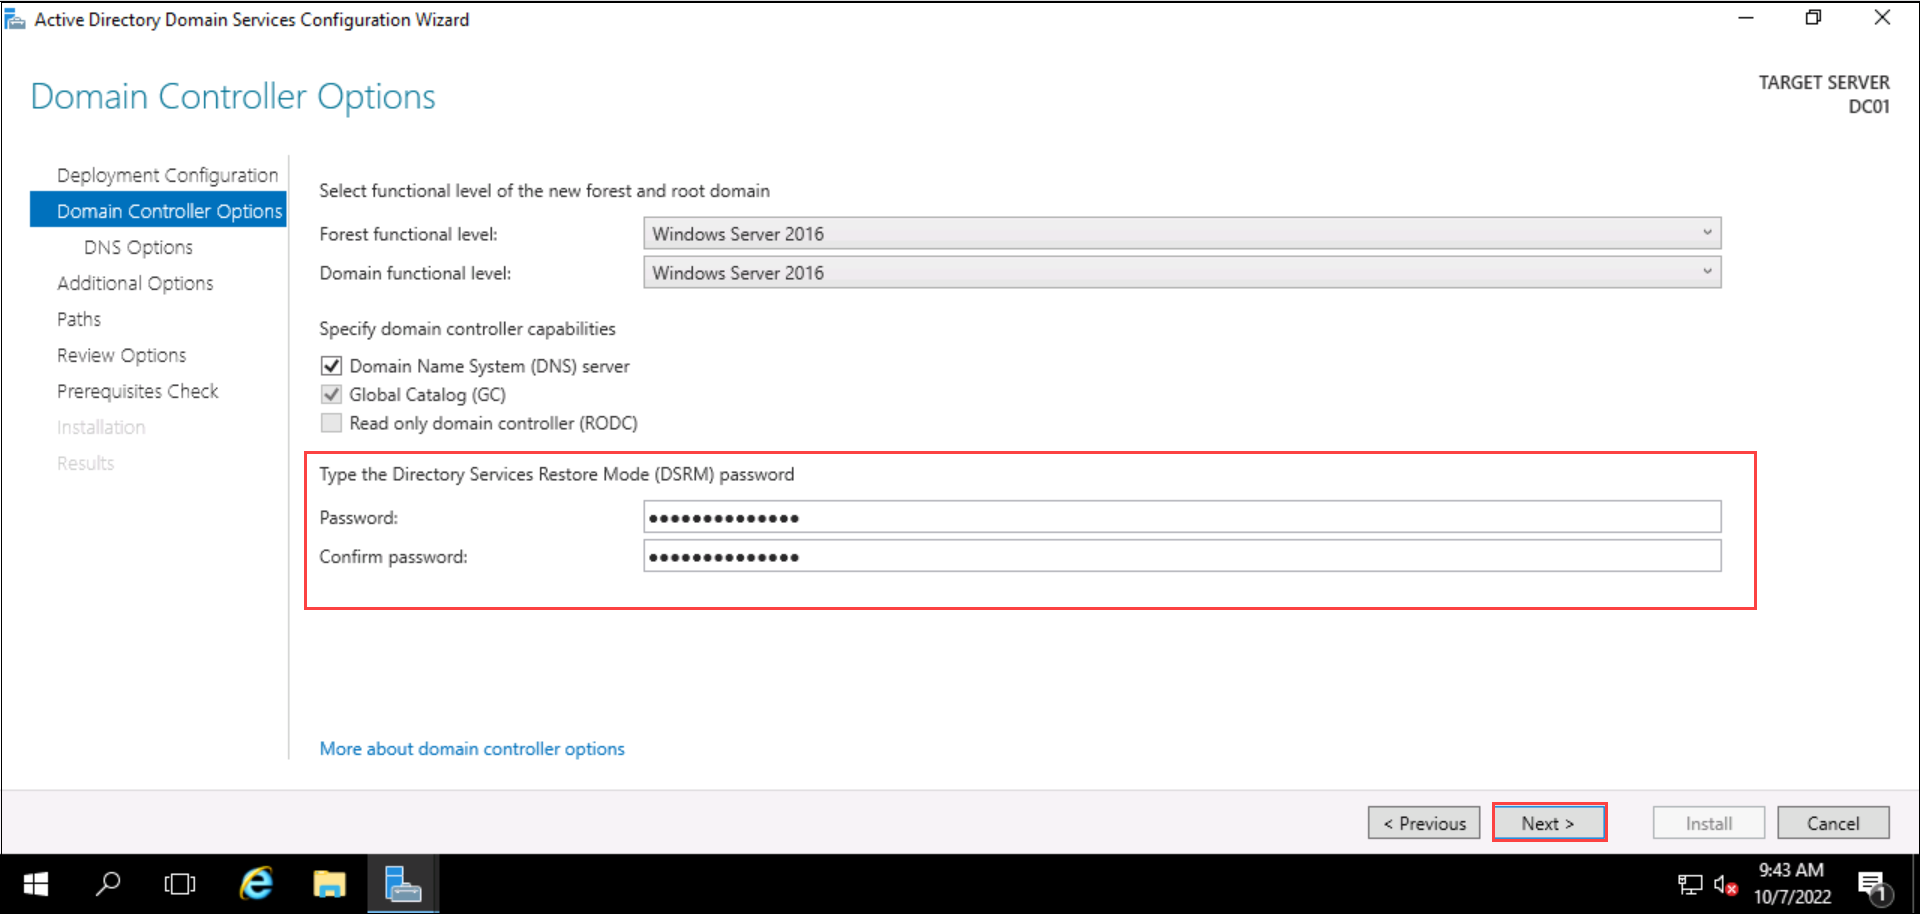 Active Directory Domain Services Configuration Wizard
Domain Controller Options
TARGET SERVER
DC01
Deployment Configuration
Domain Controller Options
DNS Options
Additional Options
Paths
Review Options
Prerequisites Check
Installation
Results
Select functional level of the new forest and root domain
Forest functional level: Windows Server 2016
Domain functional level: Windows Server 2016
Specify domain controller capabilities
Domain Name System (DNS) server
Global Catalog (GC)
Read only domain controller (RODC)
Type the Directory Services Restore Mode (DSRM) password
Password: ●●●●●●●●●●●●●●
Confirm password: ●●●●●●●●●●●●●●
More about domain controller options
< Previous Next > Install Cancel
9:43 AM
10/7/2022
1